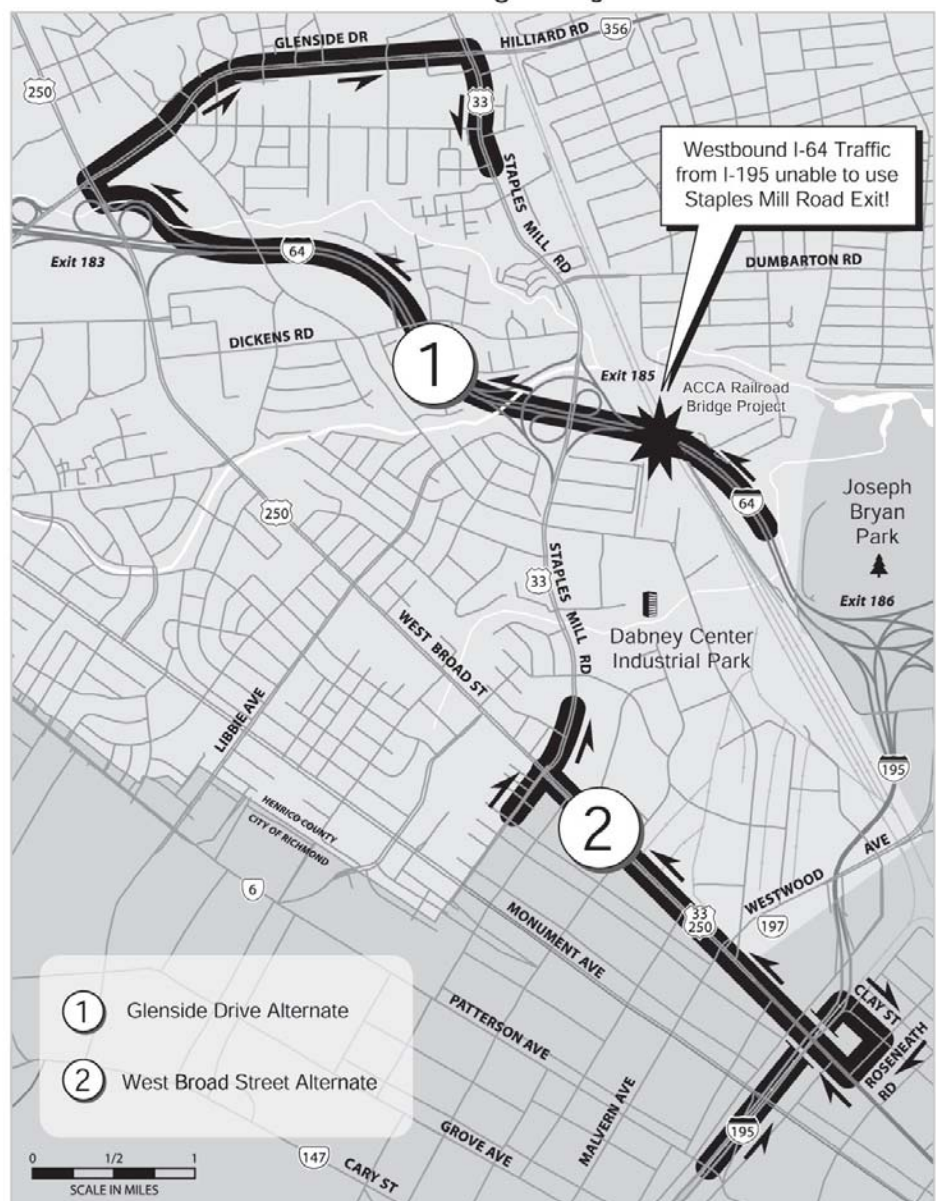 GLENSIDE DR
HILLIARD RD
356
250
33
Westbound I-64 Traffic
from I-195 unable to use
Staples Mill Road Exit!
STAPLES MILL RD
Exit 183
64
DUMBARTON RD
DICKENS RD
1
Exit 185
ACCA Railroad
Bridge Project
64
Joseph
Bryan
Park
250
Exit 186
33
STAPLES MILL RD
Dabney Center
Industrial Park
WEST BROAD ST
LIBBIE AVE
195
HENRICO COUNTY
CITY OF RICHMOND
2
WESTWOOD AVE
6
33
250
197
MONUMENT AVE
CLAY ST
ROSENEATH RD
PATTERSON AVE
MALVERN AVE
1 Glenside Drive Alternate
2 West Broad Street Alternate
195
GROVE AVE
147
CARY ST
0 1/2 1
SCALE IN MILES